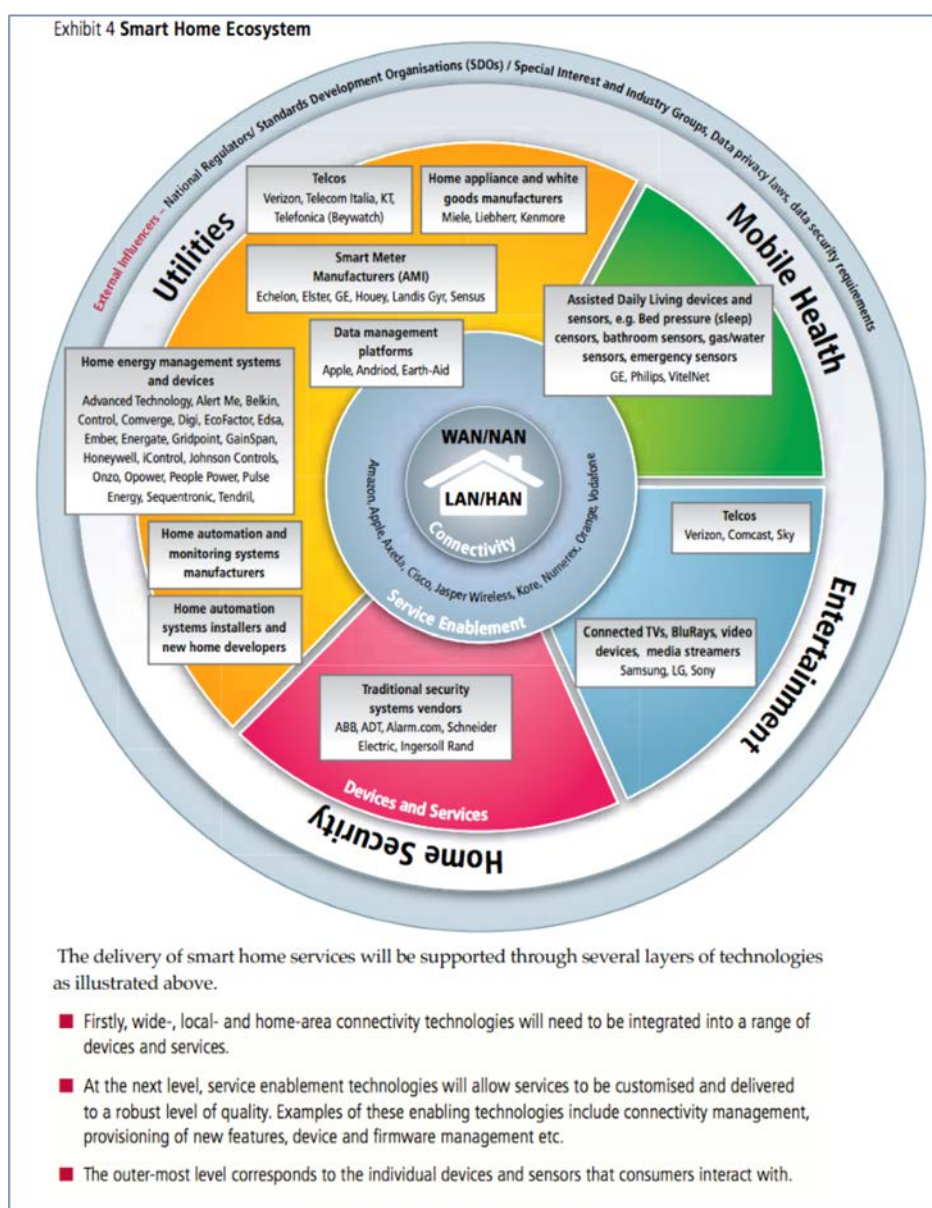 Exhibit 4 Smart Home Ecosystem
External Influencers – National Regulators/ Standards Development Organisations (SDOs) / Special Interest and Industry Groups, Data privacy laws, data security requirements
Utilities
Mobile Health
Telcos
Verizon, Telecom Italia, KT,
Telefonica (Beywatch)
Home appliance and white
goods manufacturers
Miele, Liebherr, Kenmore
Smart Meter
Manufacturers (AMI)
Echelon, Elster, GE, Houey, Landis Gyr, Sensus
Assisted Daily Living devices and
sensors, e.g. Bed pressure (sleep)
censors, bathroom sensors, gas/water
sensors, emergency sensors
GE, Philips, VitelNet
Data management
platforms
Apple, Andriod, Earth-Aid
Home energy management systems
and devices
Advanced Technology, Alert Me, Belkin,
Control, Comverge, Digi, EcoFactor, Edsa,
Ember, Energate, Gridpoint, GainSpan,
Honeywell, iControl, Johnson Controls,
Onzo, Opower, People Power, Pulse
Energy, Sequentronic, Tendril,
WAN/NAN
LAN/HAN
Connectivity
Amazon, Apple, Axeda, Cisco, Jasper Wireless, Kore, Numerex, Orange, Vodafone
Service Enablement
Telcos
Verizon, Comcast, Sky
Home automation and
monitoring systems
manufacturers
Home automation
systems installers and
new home developers
Connected TVs, BluRays, video
devices, media streamers
Samsung, LG, Sony
Entertainment
Traditional security
systems vendors
ABB, ADT, Alarm.com, Schneider
Electric, Ingersoll Rand
Devices and Services
Home Security
The delivery of smart home services will be supported through several layers of technologies
as illustrated above.
■ Firstly, wide-, local- and home-area connectivity technologies will need to be integrated into a range of
devices and services.
■ At the next level, service enablement technologies will allow services to be customised and delivered
to a robust level of quality. Examples of these enabling technologies include connectivity management,
provisioning of new features, device and firmware management etc.
■ The outer-most level corresponds to the individual devices and sensors that consumers interact with.